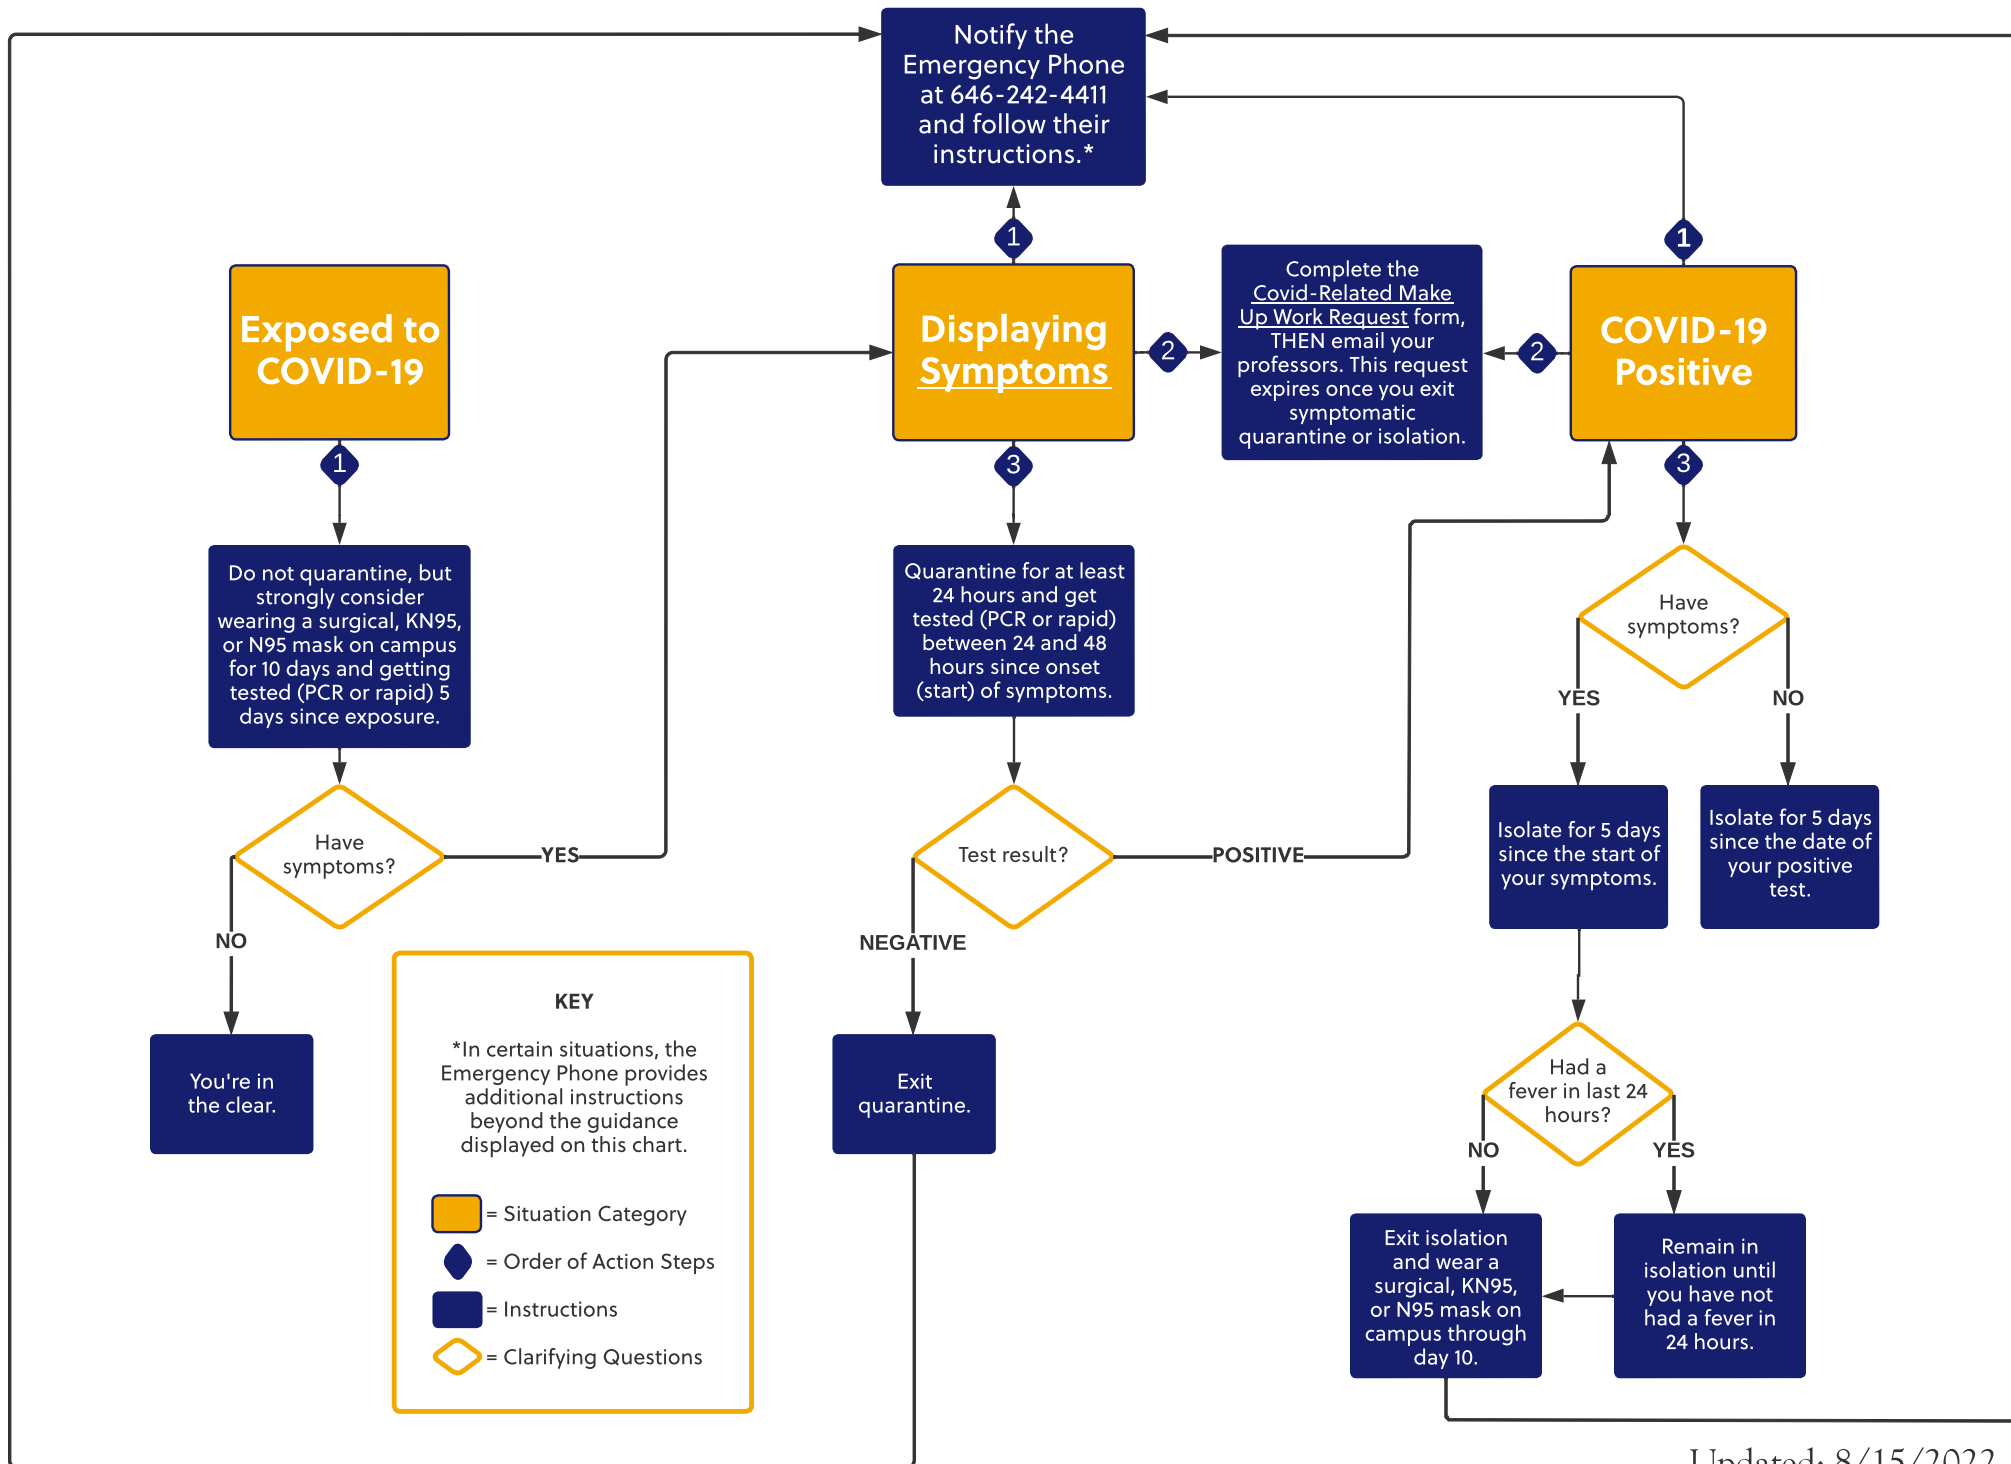 Notify the
Emergency Phone
at 646-242-4411
and follow their
instructions.*
1
1
Exposed to
COVID-19
Displaying
Symptoms
2
Complete the
Covid-Related Make
Up Work Request form,
THEN email your
professors. This request
expires once you exit
symptomatic
quarantine or isolation.
2
COVID-19
Positive
1
3
3
Do not quarantine, but
strongly consider
wearing a surgical, KN95,
or N95 mask on campus
for 10 days and getting
tested (PCR or rapid) 5
days since exposure.
Quarantine for at least
24 hours and get
tested (PCR or rapid)
between 24 and 48
hours since onset
(start) of symptoms.
Have
symptoms?
YES
NO
Have
symptoms?
YES
NO
Test result?
POSITIVE
NEGATIVE
Isolate for 5 days
since the start of
your symptoms.
Isolate for 5 days
since the date of
your positive
test.
You're in
the clear.
KEY
*In certain situations, the
Emergency Phone provides
additional instructions
beyond the guidance
displayed on this chart.
= Situation Category
= Order of Action Steps
= Instructions
= Clarifying Questions
Exit
quarantine.
Had a
fever in last 24
hours?
NO
YES
Exit isolation
and wear a
surgical, KN95,
or N95 mask on
campus through
day 10.
Remain in
isolation until
you have not
had a fever in
24 hours.
Updated: 8/15/2022